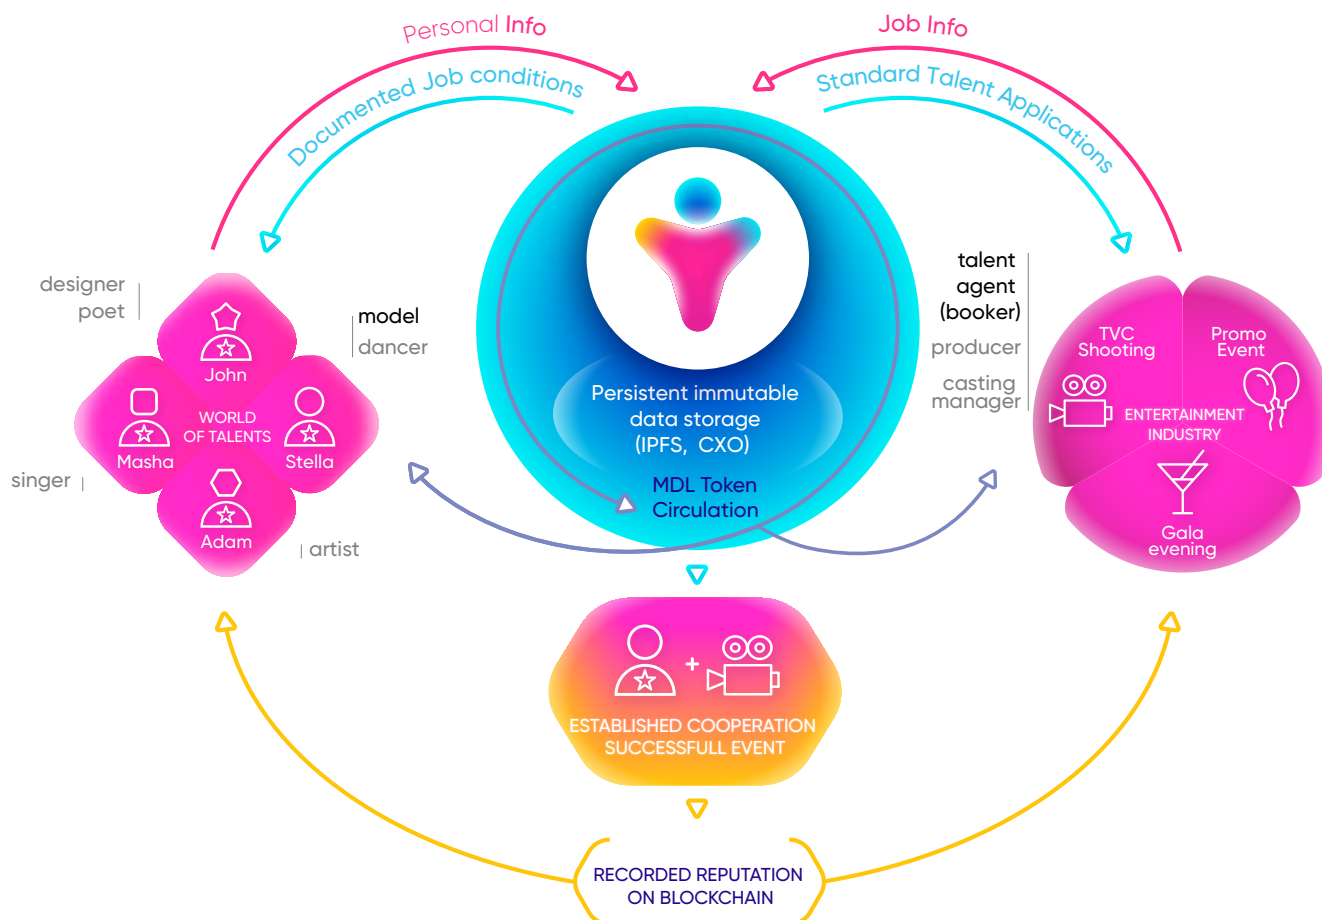 Personal Info
Job Info
Documented Job conditions
Standard Talent Applications
designer
poet
model
dancer
John
WORLD
OF TALENTS
Masha
Stella
singer
Adam
artist
Persistent immutable
data storage
(IPFS, CXO)
MDL Token
Circulation
talent
agent
(booker)
producer
casting
manager
TVC
Shooting
Promo
Event
ENTERTAINMENT
INDUSTRY
Gala
evening
+
ESTABLISHED COOPERATION
SUCCESSFULL EVENT
RECORDED REPUTATION
ON BLOCKCHAIN